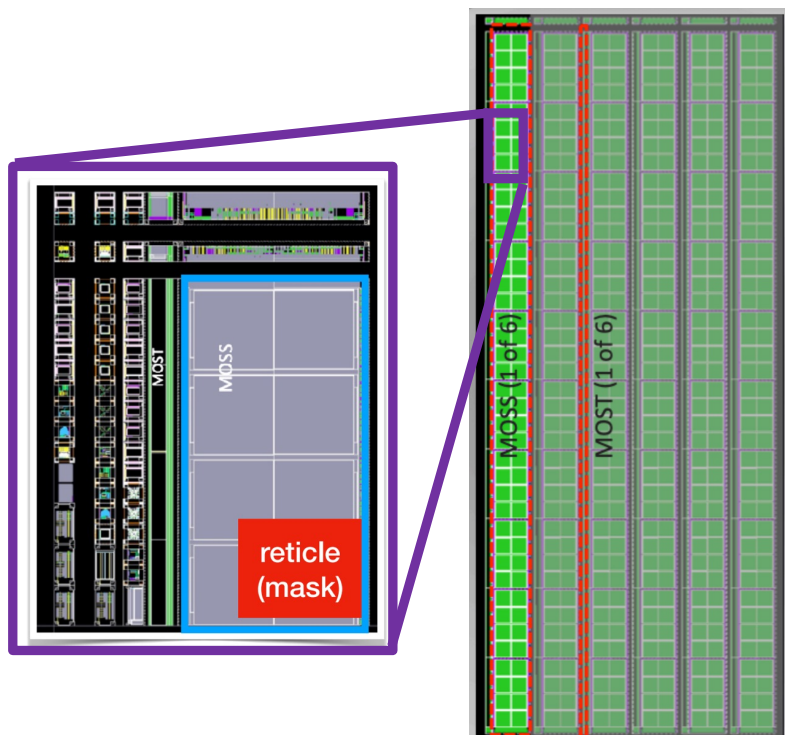 MOST
MOSS
reticle
(mask)
MOSS (1 of 6)
MOST (1 of 6)